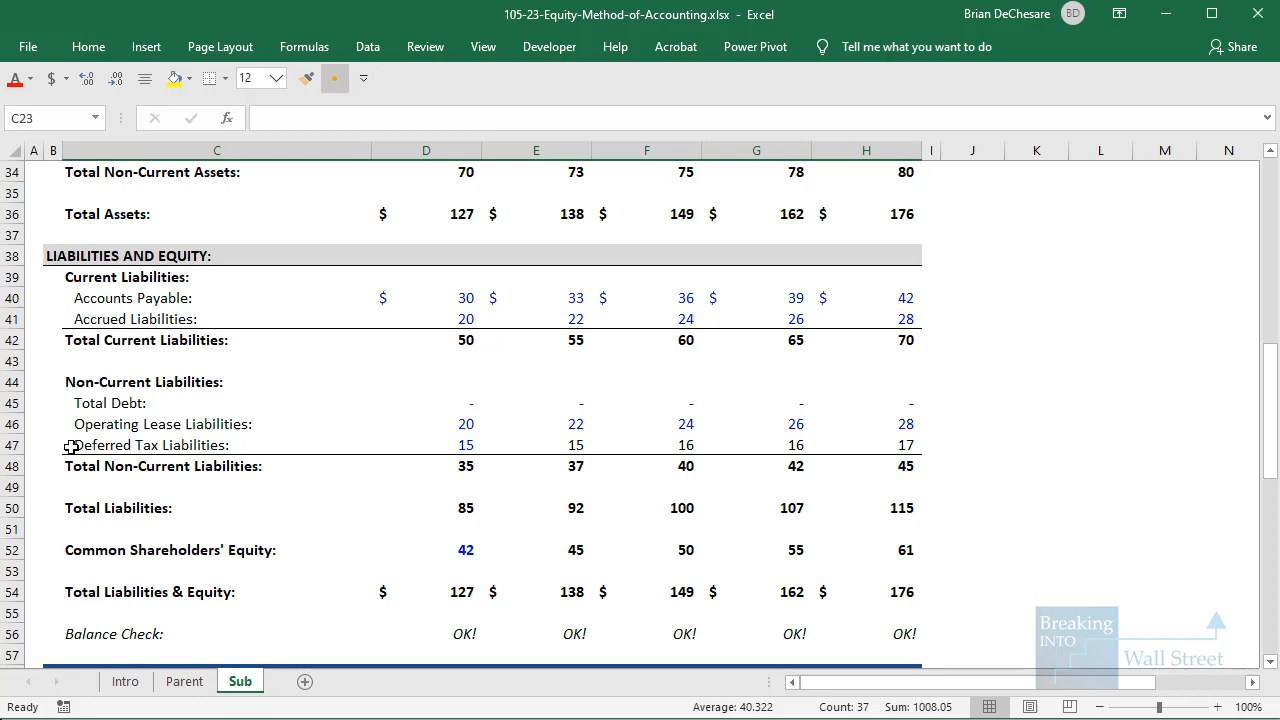 105-23-Equity-Method-of-Accounting.xlsx - Excel
Brian DeChesare BD
File Home Insert Page Layout Formulas Data Review View Developer Help Acrobat Power Pivot Tell me what you want to do Share
A $ 12
C23 fx
A B C D E F G H I J K L M N
34 Total Non-Current Assets: 70 73 75 78 80
35
36 Total Assets: $ 127 $ 138 $ 149 $ 162 $ 176
37
38 LIABILITIES AND EQUITY:
39 Current Liabilities:
40 Accounts Payable: $ 30 $ 33 $ 36 $ 39 $ 42
41 Accrued Liabilities: 20 22 24 26 28
42 Total Current Liabilities: 50 55 60 65 70
43
44 Non-Current Liabilities:
45 Total Debt: - - - - -
46 Operating Lease Liabilities: 20 22 24 26 28
47 Deferred Tax Liabilities: 15 15 16 16 17
48 Total Non-Current Liabilities: 35 37 40 42 45
49
50 Total Liabilities: 85 92 100 107 115
51
52 Common Shareholders' Equity: 42 45 50 55 61
53
54 Total Liabilities & Equity: $ 127 $ 138 $ 149 $ 162 $ 176
55
56 Balance Check: OK! OK! OK! OK! OK!
57
Breaking
INTO
Wall Street
Intro Parent Sub
Ready Average: 40.322 Count: 37 Sum: 1008.05 100%